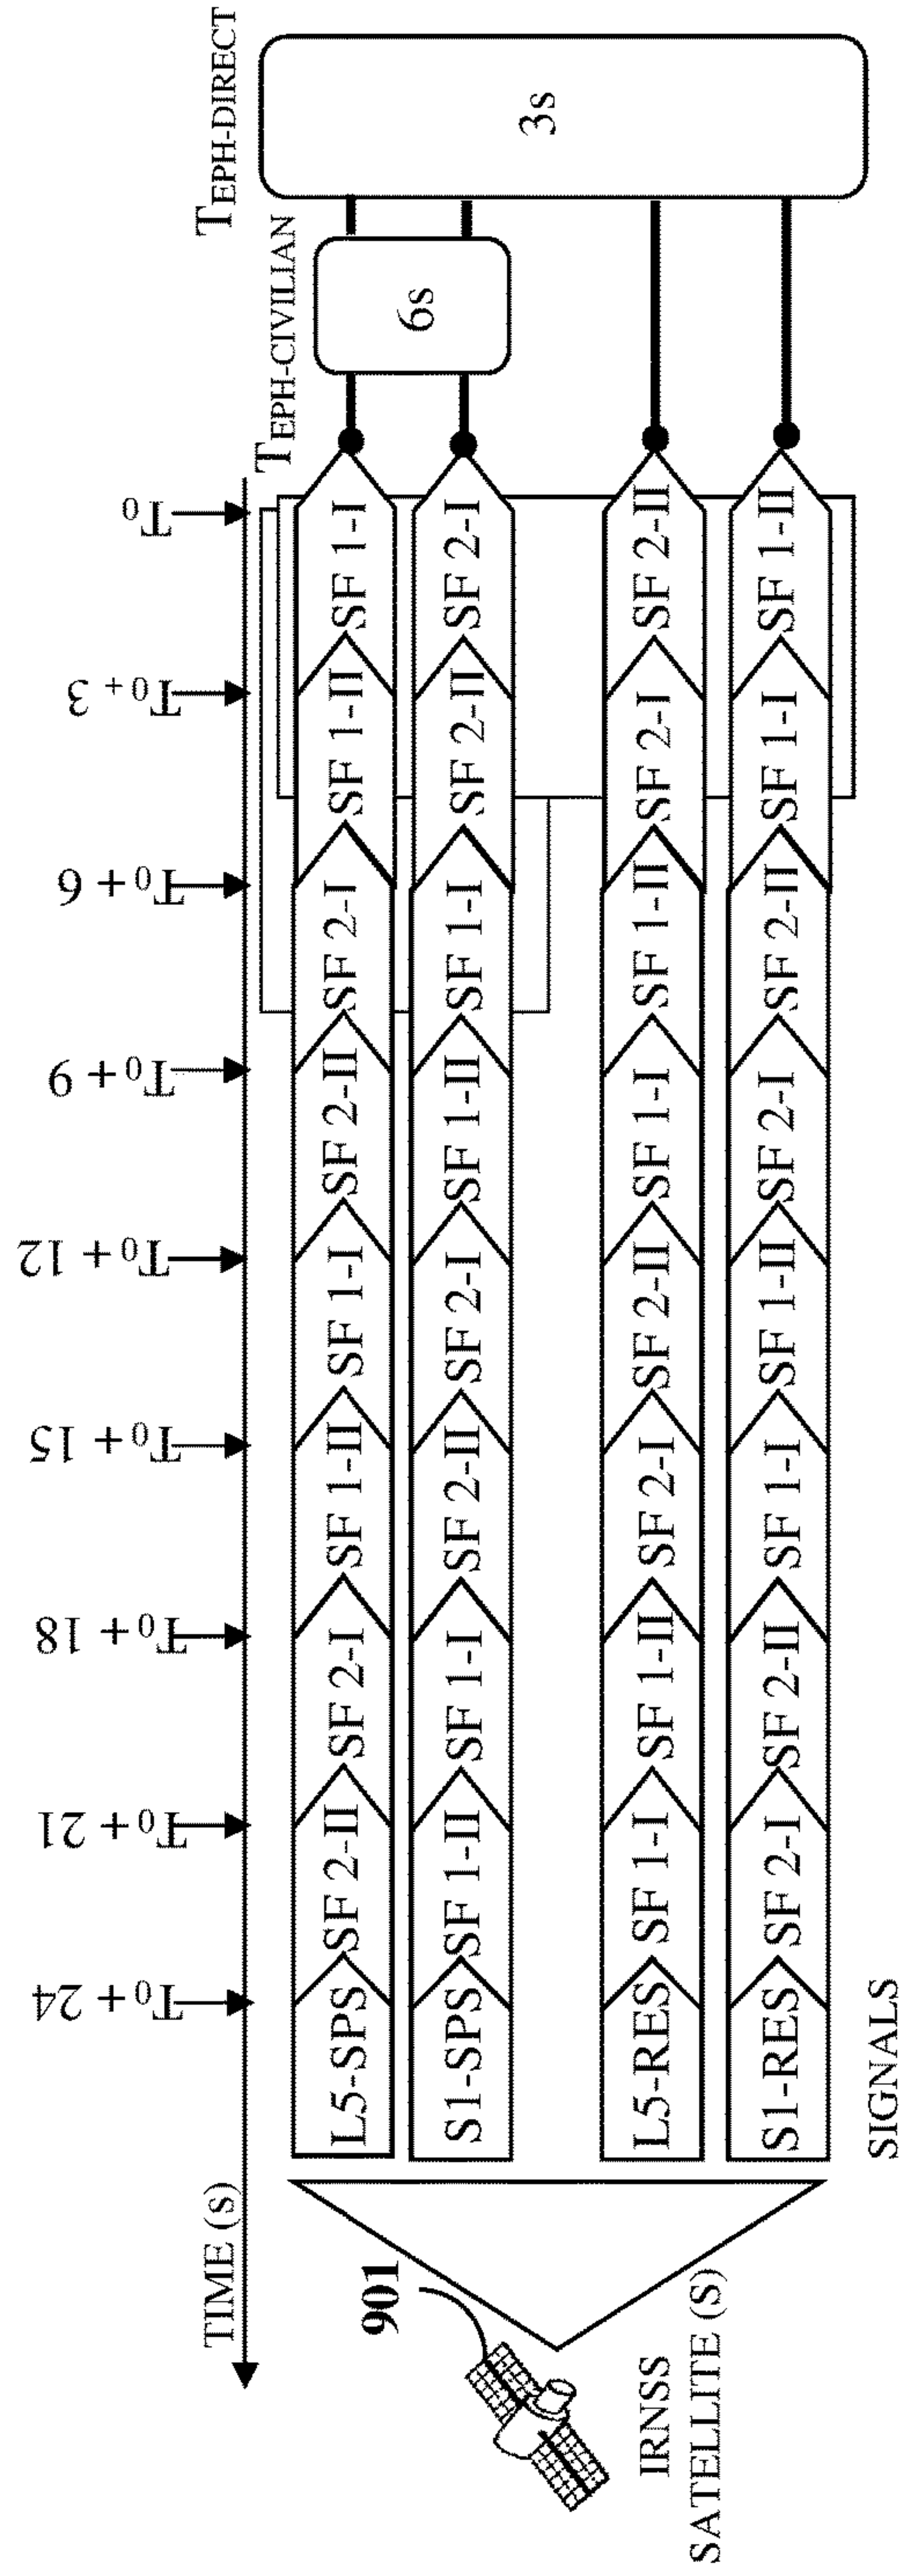 TIME (s)
T0 + 24
T0 + 21
T0 + 18
T0 + 15
T0 + 12
T0 + 9
T0 + 6
T0 + 3
T0
TEPH-CIVILIAN
TEPH-DIRECT
901
IRNSS
SATELLITE (S)
L5-SPS
SF 2-II
SF 2-I
SF 1-II
SF 1-I
SF 2-II
SF 2-I
SF 1-II
SF 1-I
S1-SPS
SF 1-II
SF 1-I
SF 2-II
SF 2-I
SF 1-II
SF 1-I
SF 2-II
SF 2-I
6s
3s
L5-RES
SF 1-I
SF 1-II
SF 2-I
SF 2-II
SF 1-I
SF 1-II
SF 2-I
SF 2-II
S1-RES
SF 2-I
SF 2-II
SF 1-I
SF 1-II
SF 2-I
SF 2-II
SF 1-I
SF 1-II
SIGNALS